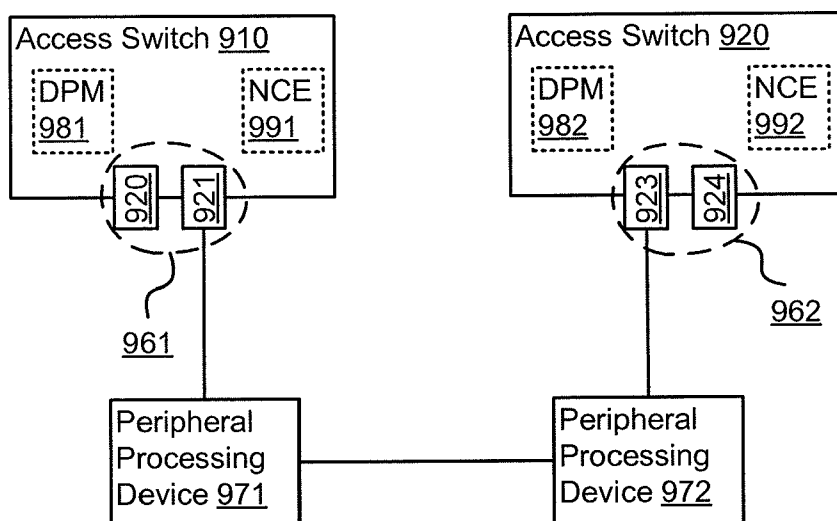 Access Switch 910
DPM
981
NCE
991
920
921
961
Access Switch 920
DPM
982
NCE
992
923
924
962
Peripheral
Processing
Device 971
Peripheral
Processing
Device 972